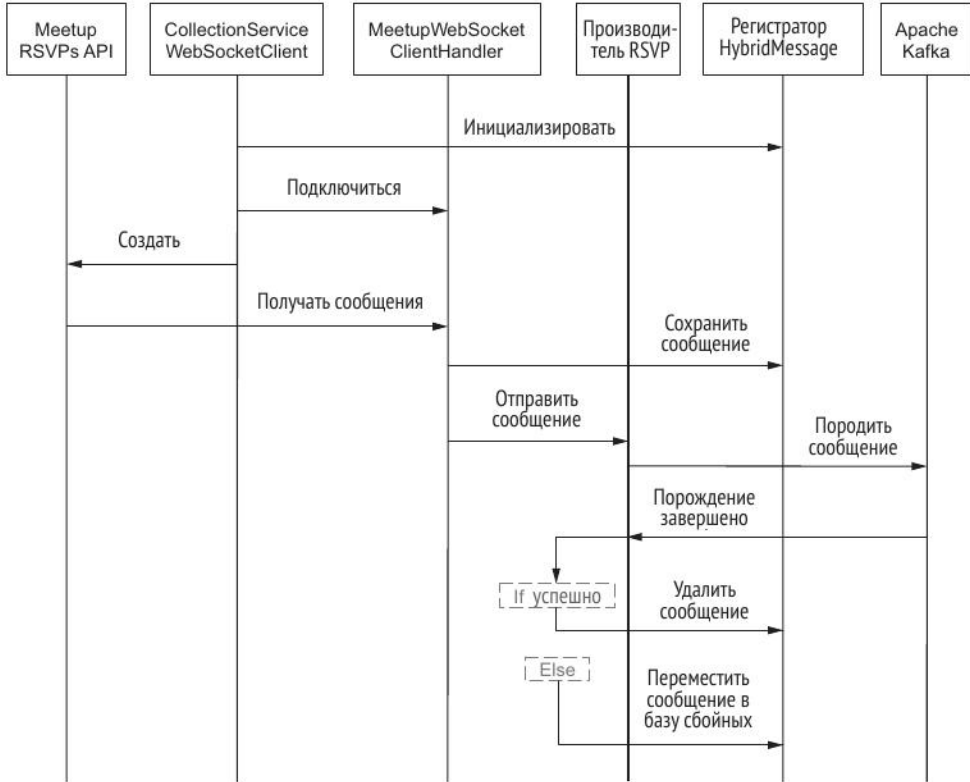 Meetup
RSVPs API
CollectionService
WebSocketClient
MeetupWebSocket
ClientHandler
Производи-
тель RSVP
Регистратор
HybridMessage
Apache
Kafka
Инициализировать
Подключиться
Создать
Получать сообщения
Сохранить
сообщение
Отправить
сообщение
Породить
сообщение
Порождение
завершено
If успешно
Удалить
сообщение
Else
Переместить
сообщение в
базу сбойных